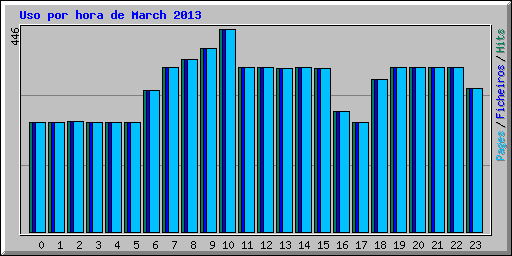 Uso por hora de March 2013
446
Pages / Ficheiros / Hits
0 1 2 3 4 5 6 7 8 9 10 11 12 13 14 15 16 17 18 19 20 21 22 23